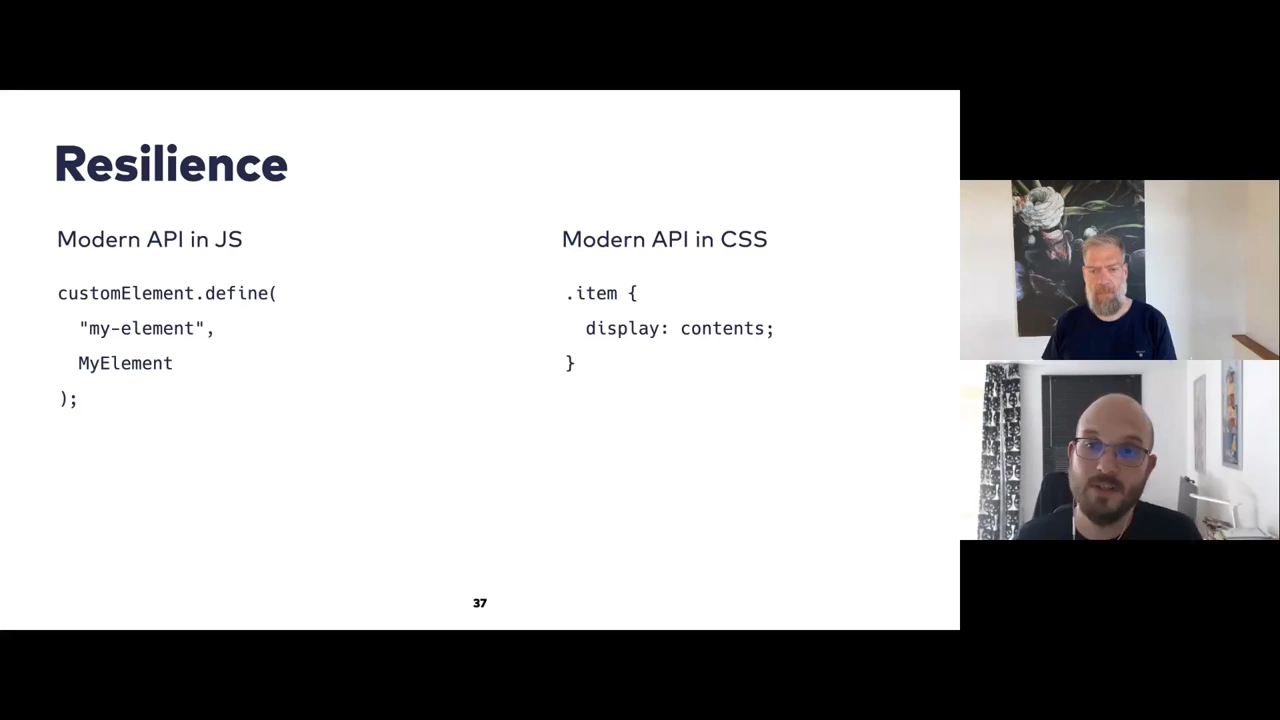 Resilience
Modern API in JS
customElement.define(
"my-element",
MyElement
);
Modern API in CSS
.item {
display: contents;
}
37